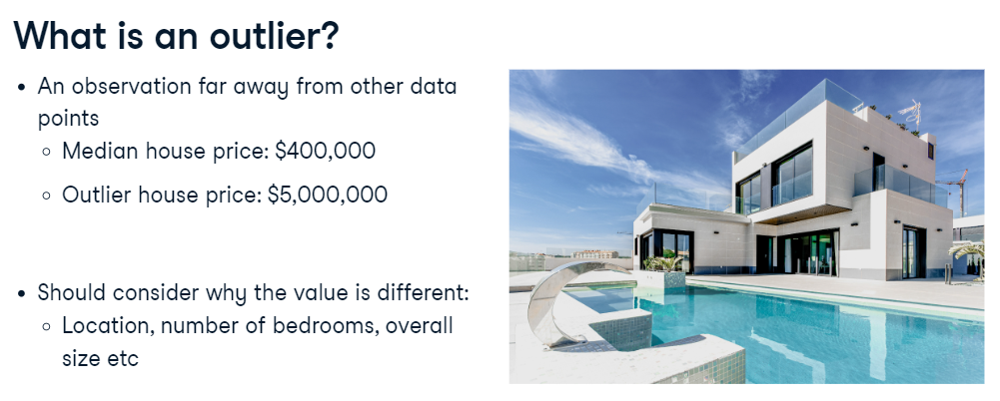 What is an outlier?
• An observation far away from other data
points
◦ Median house price: $400,000
◦ Outlier house price: $5,000,000
• Should consider why the value is different:
◦ Location, number of bedrooms, overall
size etc